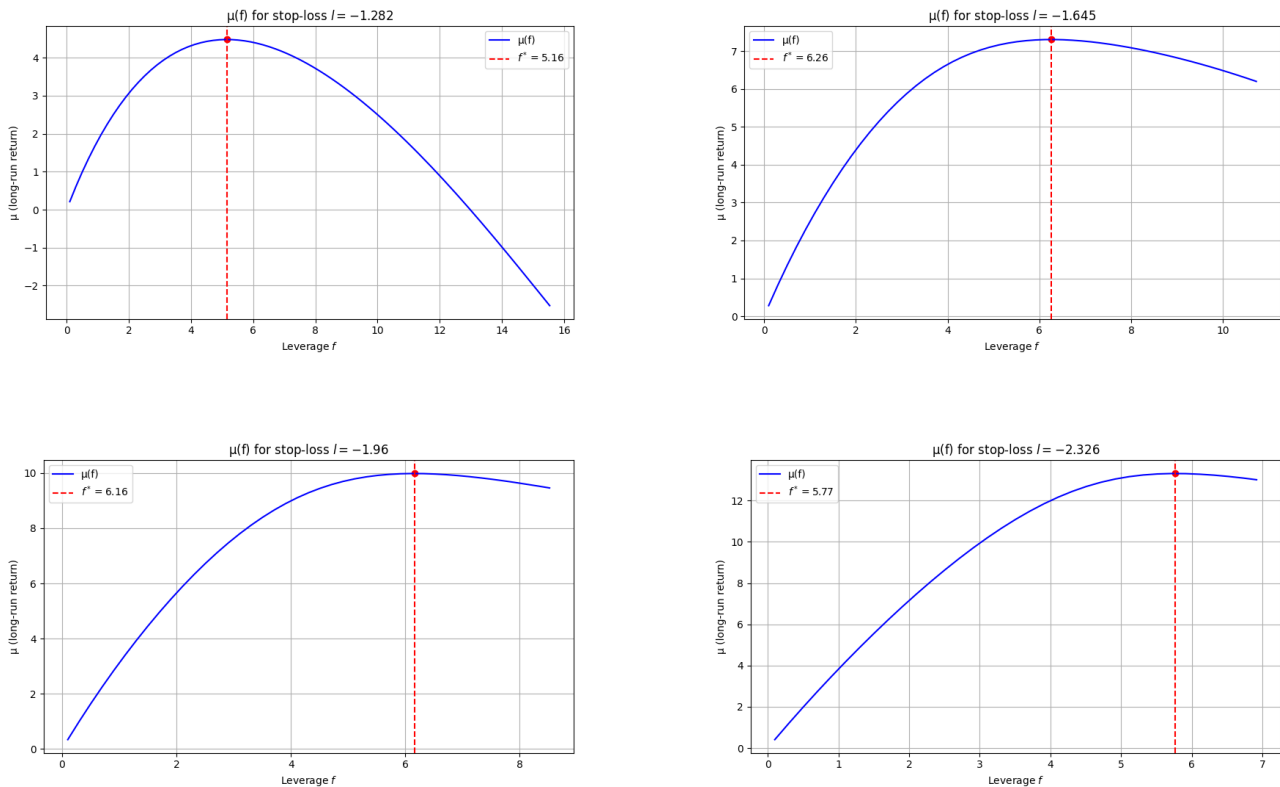 μ(f) for stop-loss l = −1.282
μ(f)
f* = 5.16
μ (long-run return)
4
3
2
1
0
−1
−2
0 2 4 6 8 10 12 14 16
Leverage f
μ(f) for stop-loss l = −1.645
μ(f)
f* = 6.26
μ (long-run return)
7
6
5
4
3
2
1
0
0 2 4 6 8 10
Leverage f
μ(f) for stop-loss l = −1.96
μ(f)
f* = 6.16
μ (long-run return)
10
8
6
4
2
0
0 2 4 6 8
Leverage f
μ(f) for stop-loss l = −2.326
μ(f)
f* = 5.77
μ (long-run return)
12
10
8
6
4
2
0
0 1 2 3 4 5 6 7
Leverage f